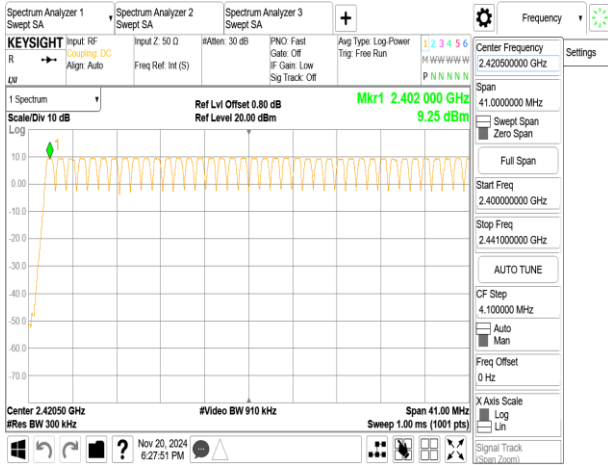 Spectrum Analyzer 1
Swept SA
Spectrum Analyzer 2
Swept SA
Spectrum Analyzer 3
Swept SA
+
Frequency
KEYSIGHT
R
Input: RF
Coupling: DC
Align: Auto
Input Z: 50 Ω
Freq Ref: Int (S)
#Atten: 30 dB
PNO: Fast
Gate: Off
IF Gain: Low
Sig Track: Off
Avg Type: Log-Power
Trig: Free Run
1 2 3 4 5 6
M W W W W W
P N N N N N
Settings
Center Frequency
2.420500000 GHz
Span
41.0000000 MHz
Swept Span
Zero Span
Full Span
Start Freq
2.400000000 GHz
Stop Freq
2.441000000 GHz
AUTO TUNE
CF Step
4.100000 MHz
Auto
Man
Freq Offset
0 Hz
X Axis Scale
Log
Lin
Signal Track
(Span Zoom)
1 Spectrum
Scale/Div 10 dB
Log
Ref Lvl Offset 0.80 dB
Ref Level 20.00 dBm
Mkr1 2.402 000 GHz
9.25 dBm
1
10.0
0.00
-10.0
-20.0
-30.0
-40.0
-50.0
-60.0
-70.0
Center 2.42050 GHz
#Res BW 300 kHz
#Video BW 910 kHz
Span 41.00 MHz
Sweep 1.00 ms (1001 pts)
?
Nov 20, 2024
6:27:51 PM